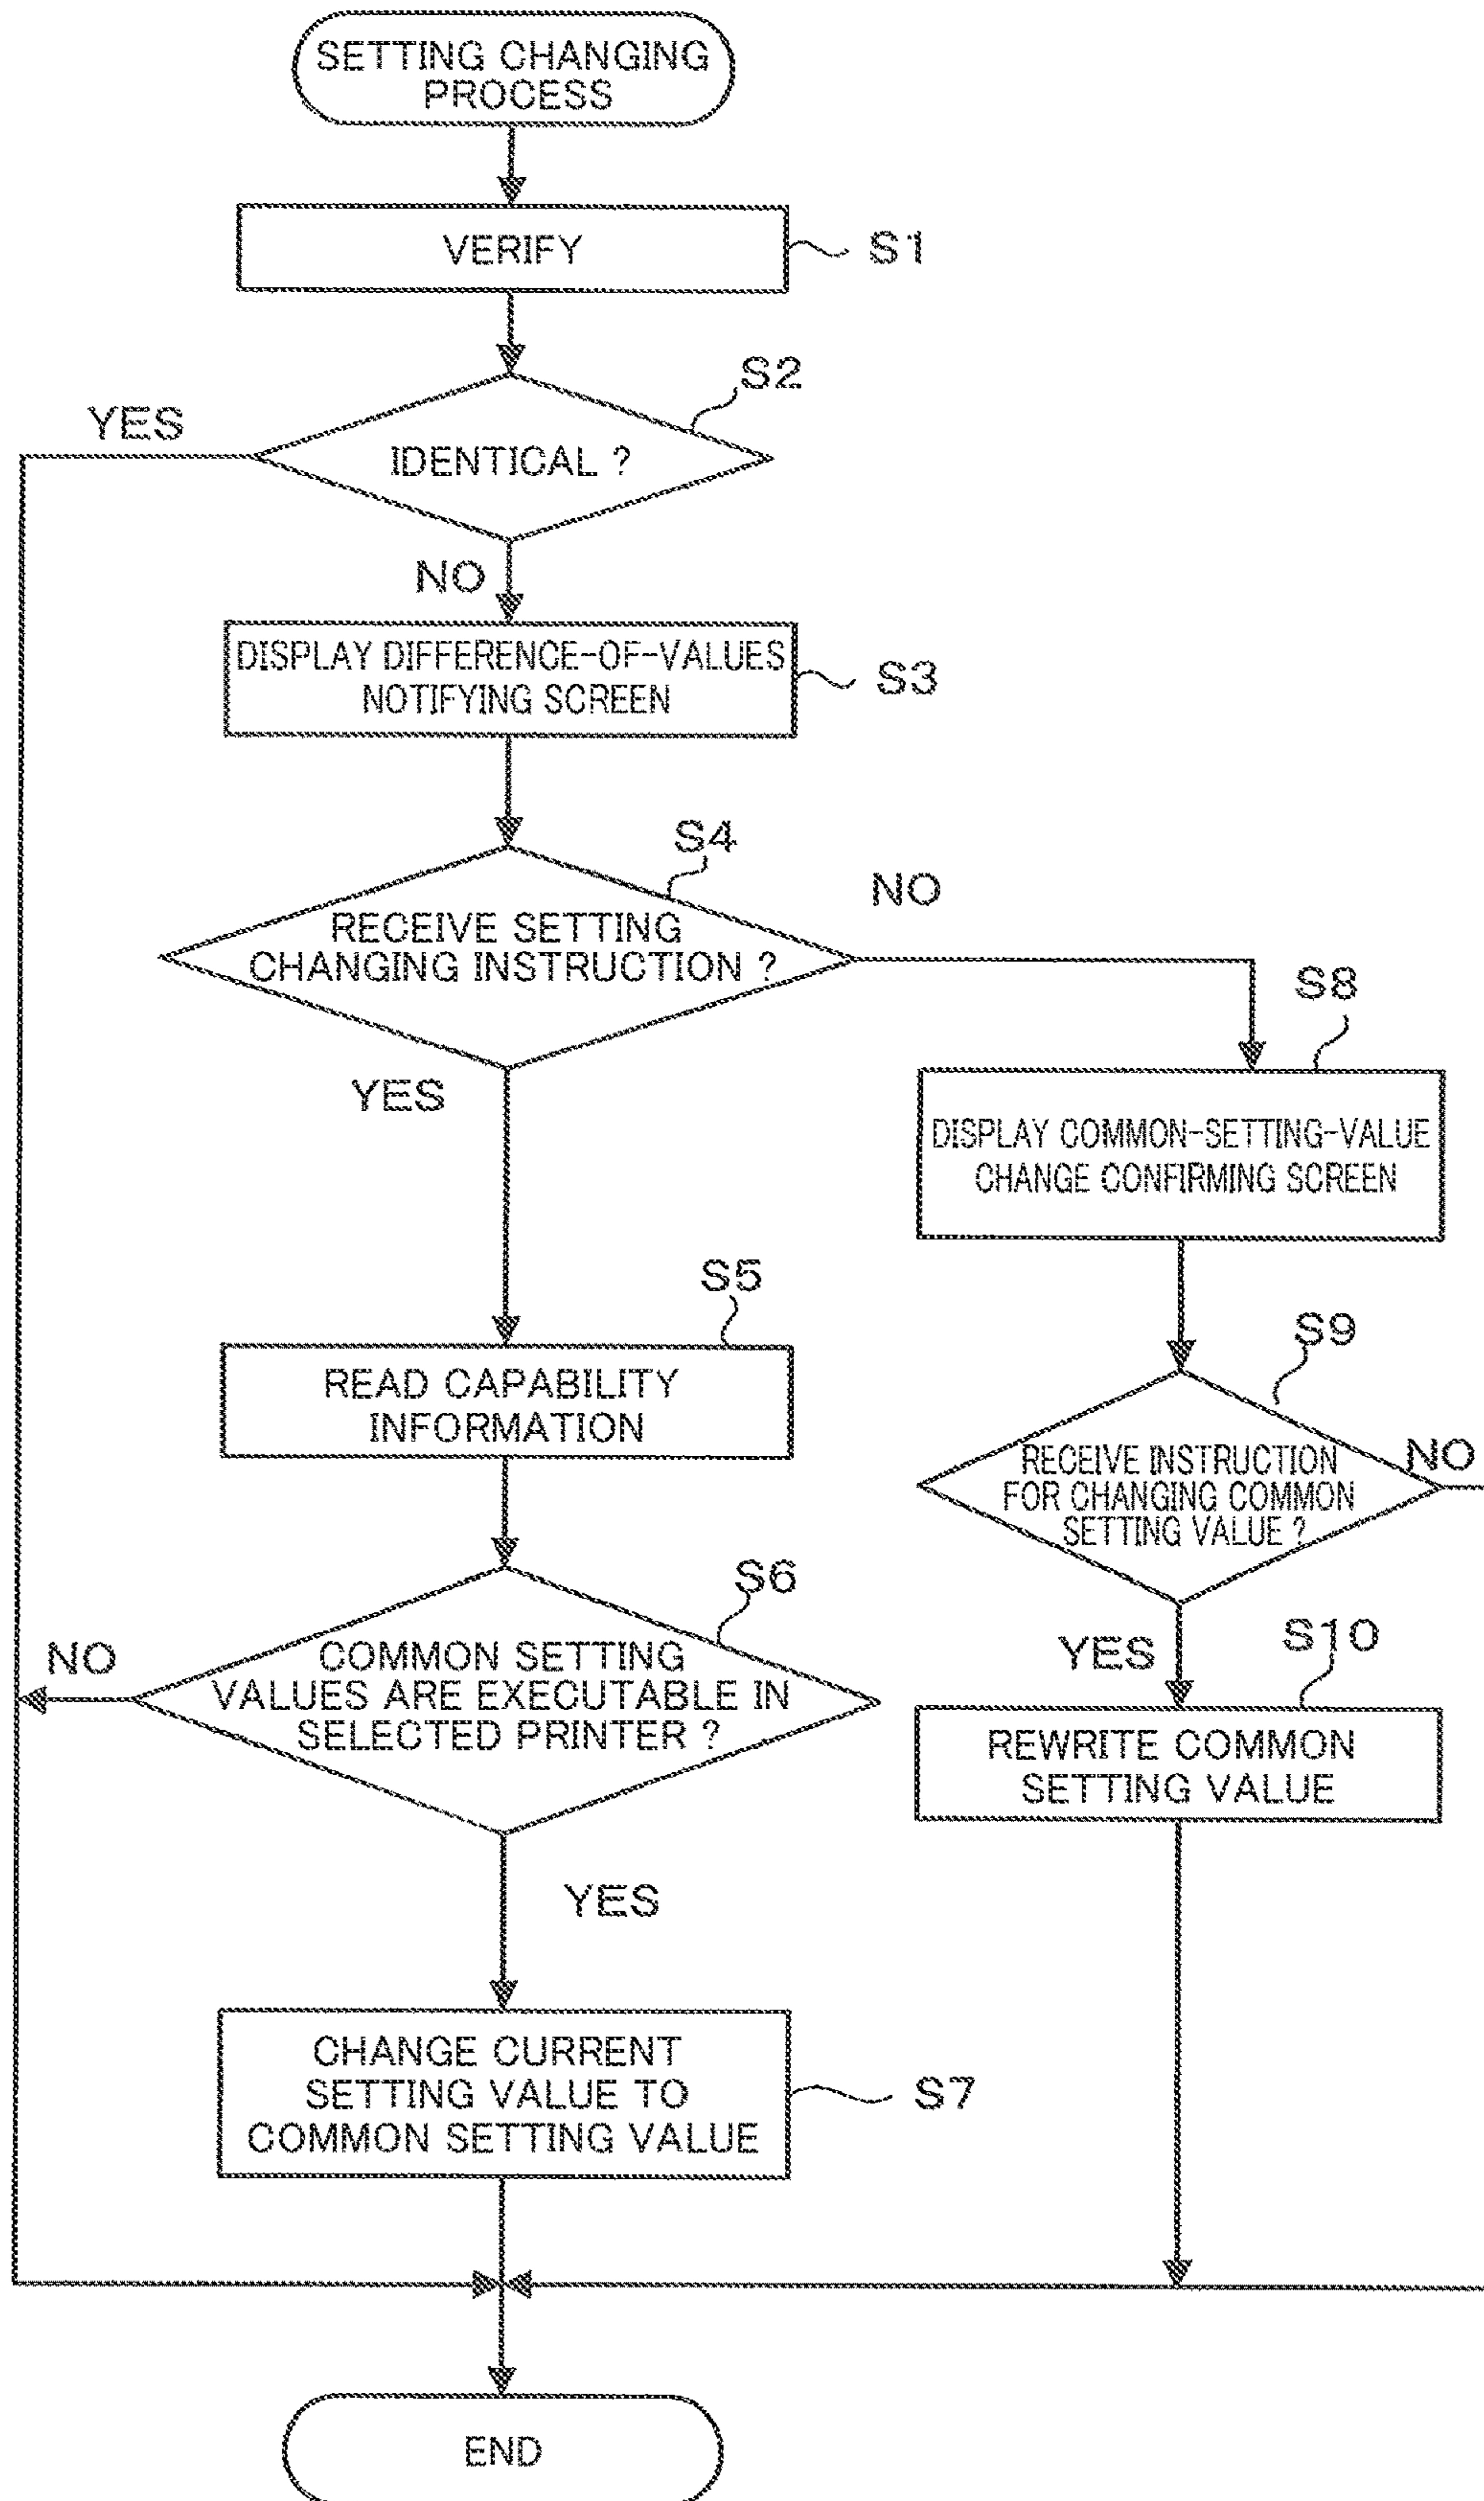 SETTING CHANGING
PROCESS
VERIFY
S1
S2
YES
IDENTICAL ?
NO
DISPLAY DIFFERENCE-OF-VALUES
NOTIFYING SCREEN
S3
S4
NO
RECEIVE SETTING
CHANGING INSTRUCTION ?
YES
S8
DISPLAY COMMON-SETTING-VALUE
CHANGE CONFIRMING SCREEN
S5
READ CAPABILITY
INFORMATION
S9
RECEIVE INSTRUCTION
FOR CHANGING COMMON
SETTING VALUE ?
NO
YES
S6
COMMON SETTING
VALUES ARE EXECUTABLE IN
SELECTED PRINTER ?
NO
S10
REWRITE COMMON
SETTING VALUE
YES
CHANGE CURRENT
SETTING VALUE TO
COMMON SETTING VALUE
S7
END